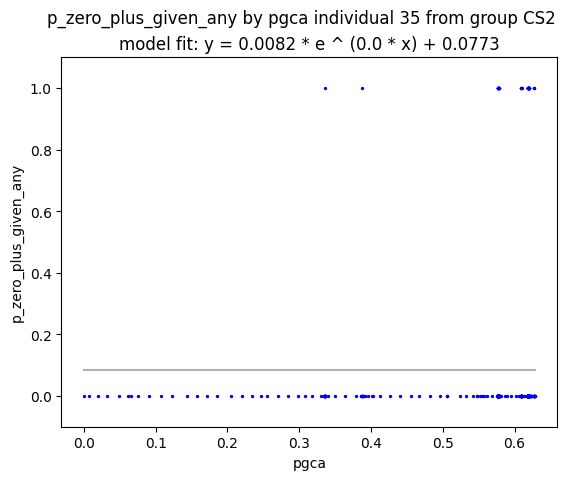 p_zero_plus_given_any by pgca individual 35 from group CS2
model fit: y = 0.0082 * e ^ (0.0 * x) + 0.0773
1.0
0.8
0.6
0.4
0.2
0.0
p_zero_plus_given_any
0.0 0.1 0.2 0.3 0.4 0.5 0.6
pgca